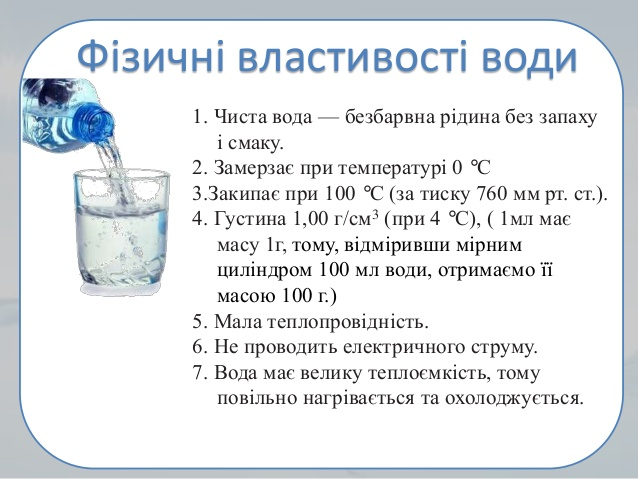 Фізичні властивості води
1. Чиста вода — безбарвна рідина без запаху
і смаку.
2. Замерзає при температурі 0 ℃
3.Закипає при 100 ℃ (за тиску 760 мм рт. ст.).
4. Густина 1,00 г/см³ (при 4 ℃), ( 1мл має
масу 1г, тому, відміривши мірним
циліндром 100 мл води, отримаємо її
масою 100 г.)
5. Мала теплопровідність.
6. Не проводить електричного струму.
7. Вода має велику теплоємкість, тому
повільно нагрівається та охолоджується.